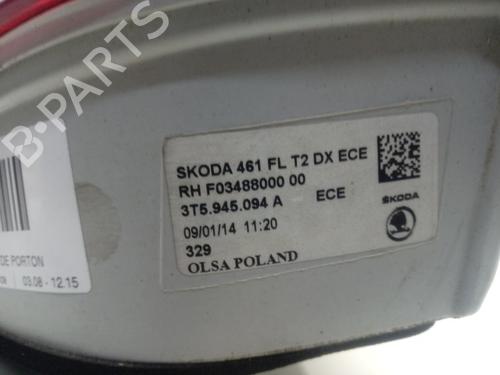 SKODA 461 FL T2 DX ECE
RH F03488000 00
3T5.945.094 A ECE
ŠKODA
09/01/14 11:20
329
OLSA POLAND
DE PORTON
03.08 - 12.15
B-PARTS